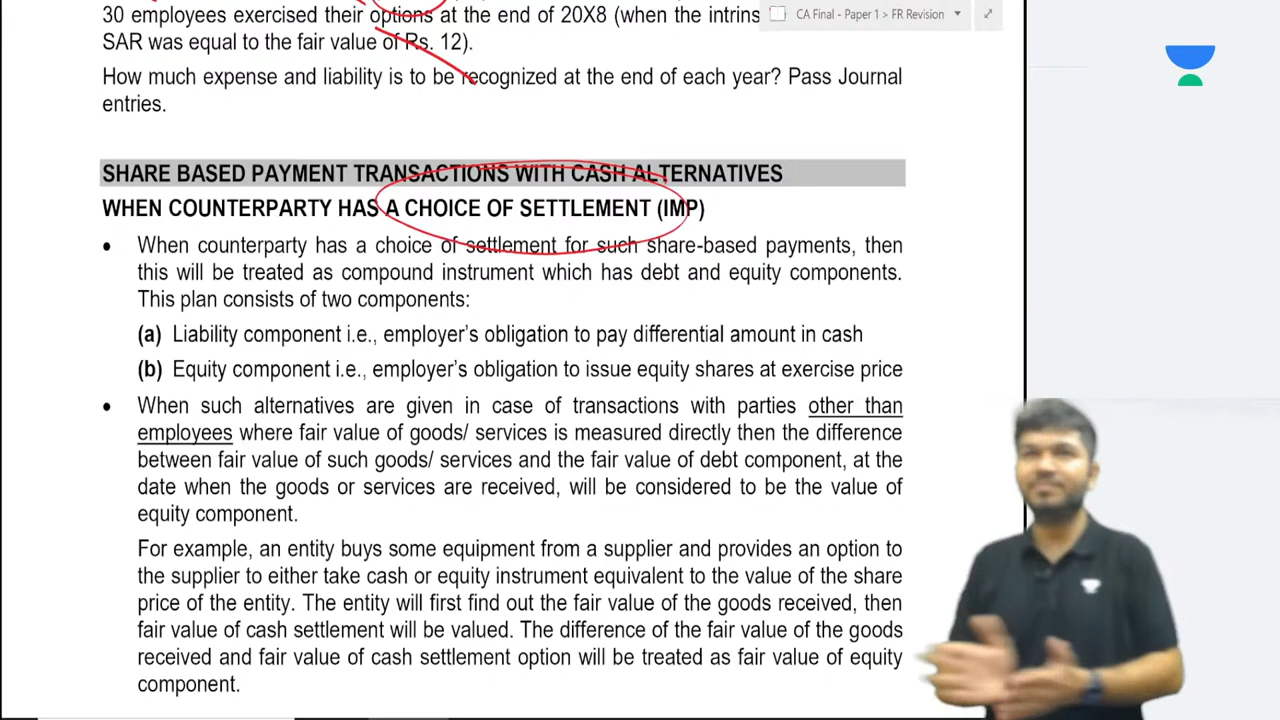 30 employees exercised their options at the end of 20X8 (when the intrins
CA Final - Paper 1 > FR Revision
SAR was equal to the fair value of Rs. 12).
How much expense and liability is to be recognized at the end of each year? Pass Journal
entries.
SHARE BASED PAYMENT TRANSACTIONS WITH CASH ALTERNATIVES
WHEN COUNTERPARTY HAS A CHOICE OF SETTLEMENT (IMP)
• When counterparty has a choice of settlement for such share-based payments, then
this will be treated as compound instrument which has debt and equity components.
This plan consists of two components:
(a) Liability component i.e., employer's obligation to pay differential amount in cash
(b) Equity component i.e., employer's obligation to issue equity shares at exercise price
• When such alternatives are given in case of transactions with parties other than
employees where fair value of goods/ services is measured directly then the difference
between fair value of such goods/ services and the fair value of debt component, at the
date when the goods or services are received, will be considered to be the value of
equity component.
For example, an entity buys some equipment from a supplier and provides an option to
the supplier to either take cash or equity instrument equivalent to the value of the share
price of the entity. The entity will first find out the fair value of the goods received, then
fair value of cash settlement will be valued. The difference of the fair value of the goods
received and fair value of cash settlement option will be treated as fair value of equity
component.